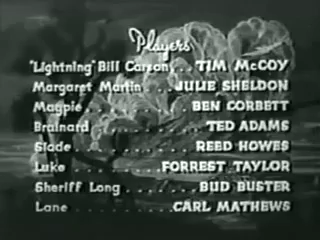 Players
"Lightning" Bill Carson . . TIM McCOY
Margaret Martin . . . JULIE SHELDON
Magpie . . . . . . . . . BEN CORBETT
Brainard . . . . . . . . . TED ADAMS
Slade . . . . . . . . . . REED HOWES
Luke . . . . . . . FORREST TAYLOR
Sheriff Long . . . . . BUD BUSTER
Lane . . . . . . . . CARL MATHEWS